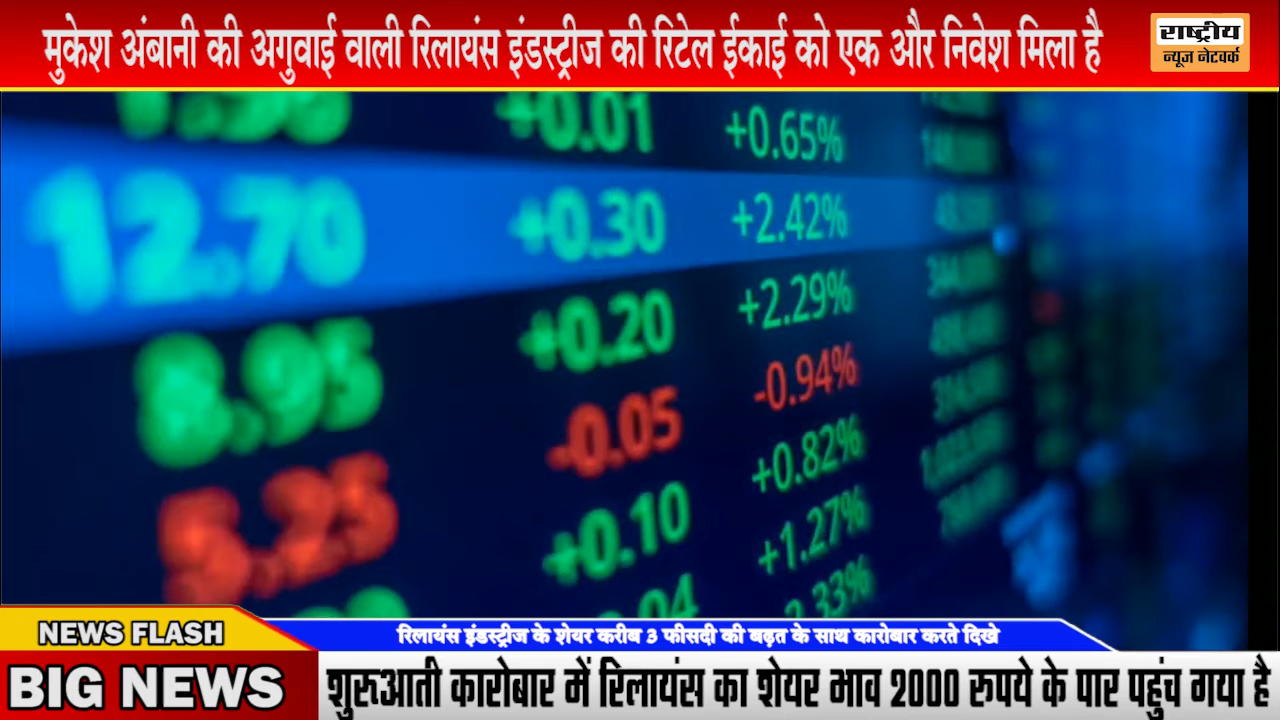 मुकेश अंबानी की अगुवाई वाली रिलायंस इंडस्ट्रीज की रिटेल ईकाई को एक और निवेश मिला है
राष्ट्रीय
न्यूज नेटवर्क
+0.01 +0.65%
12.70 +0.30 +2.42%
8.95 +0.20 +2.29%
5.25 -0.05 -0.94%
+0.10 +0.82%
+1.27%
NEWS FLASH
रिलायंस इंडस्ट्रीज के शेयर करीब 3 फीसदी की बढ़त के साथ कारोबार करते दिखे
BIG NEWS
शुरूआती कारोबार में रिलायंस का शेयर भाव 2000 रुपये के पार पहुंच गया है